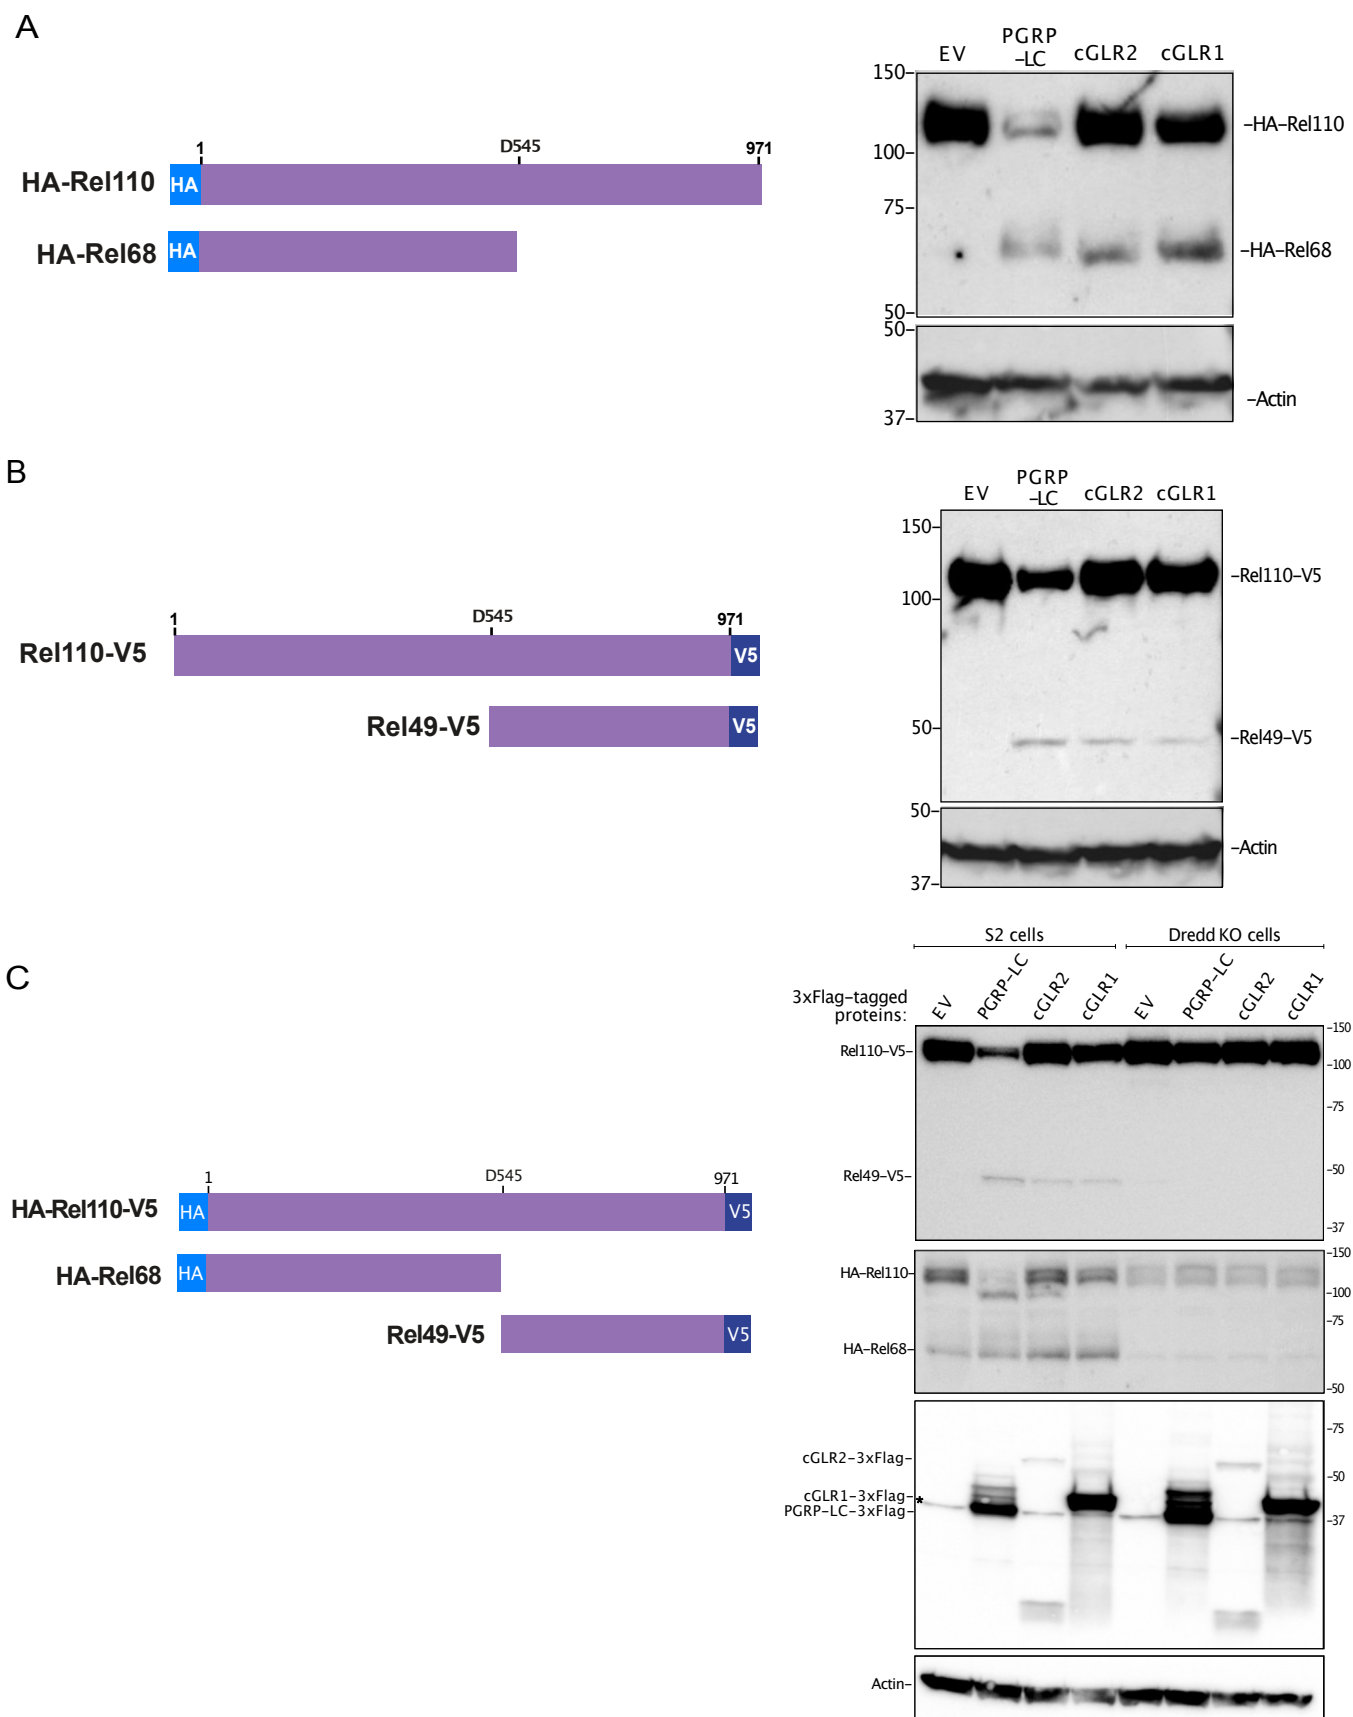 A
EV PGRP -LC cGLR2 cGLR1
150-
100-
75-
50-
50-
37-
-HA-Rel110
-HA-Rel68
-Actin
1 D545 971
HA-Rel110 HA
HA-Rel68 HA
B
EV PGRP -LC cGLR2 cGLR1
150-
100-
50-
50-
37-
-Rel110-V5
-Rel49-V5
-Actin
1 D545 971
Rel110-V5 V5
Rel49-V5 V5
C
S2 cells Dredd KO cells
3xFlag-tagged
proteins:
EV PGRP-LC cGLR2 cGLR1 EV PGRP-LC cGLR2 cGLR1
Rel110-V5-
Rel49-V5-
-150
-100
-75
-50
-37
1 D545 971
HA-Rel110-V5 HA V5
HA-Rel68 HA
Rel49-V5 V5
HA-Rel110-
HA-Rel68-
-150
-100
-75
-50
cGLR2-3xFlag-
cGLR1-3xFlag-
*
PGRP-LC-3xFlag-
-75
-50
-37
Actin-